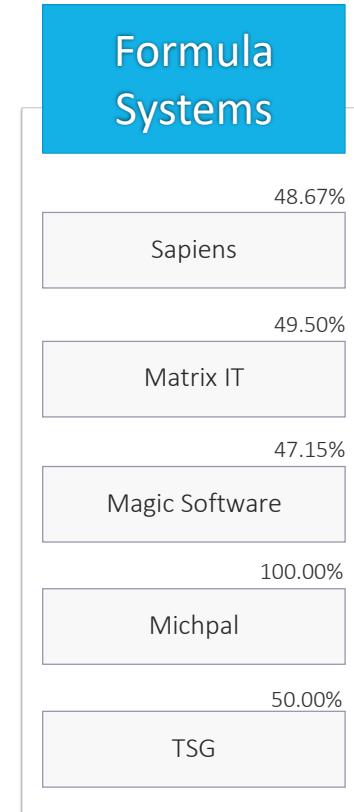 Formula
Systems
48.67%
Sapiens
49.50%
Matrix IT
47.15%
Magic Software
100.00%
Michpal
50.00%
TSG